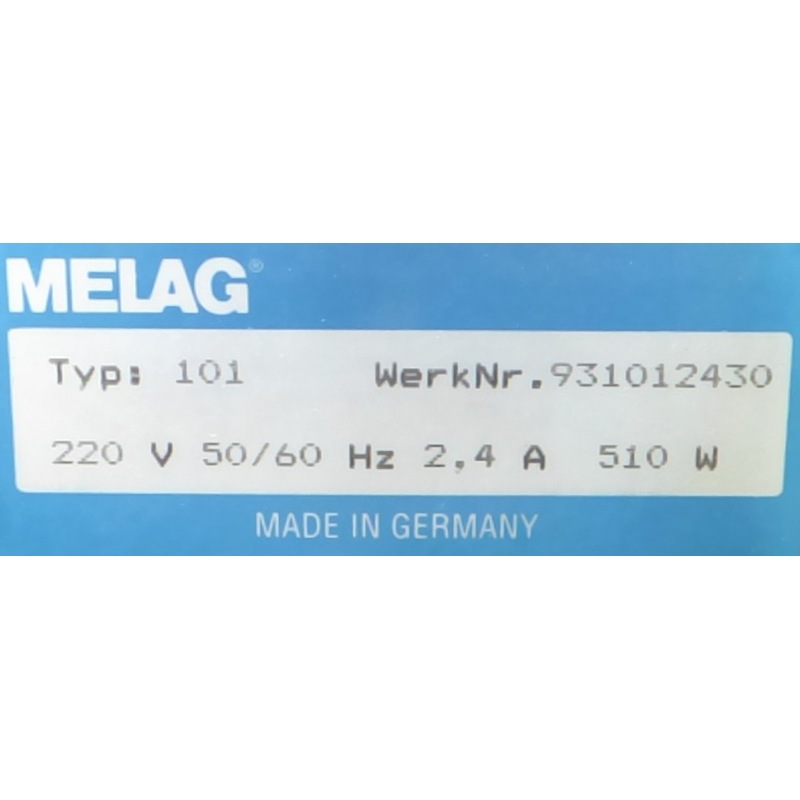 MELAG®
Typ: 101 WerkNr.931012430
220 V 50/60 Hz 2,4 A 510 W
MADE IN GERMANY